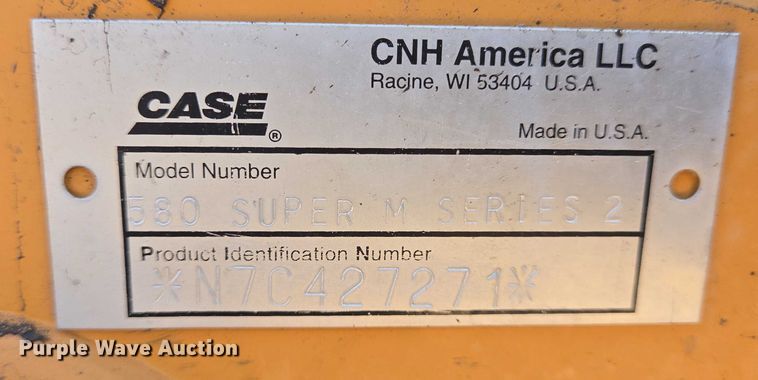 CNH America LLC
Racine, WI 53404 U.S.A.
CASE ®
Made in U.S.A.
Model Number
580 SUPER M SERIES 2
Product Identification Number
*N7C427271*
Purple Wave Auction